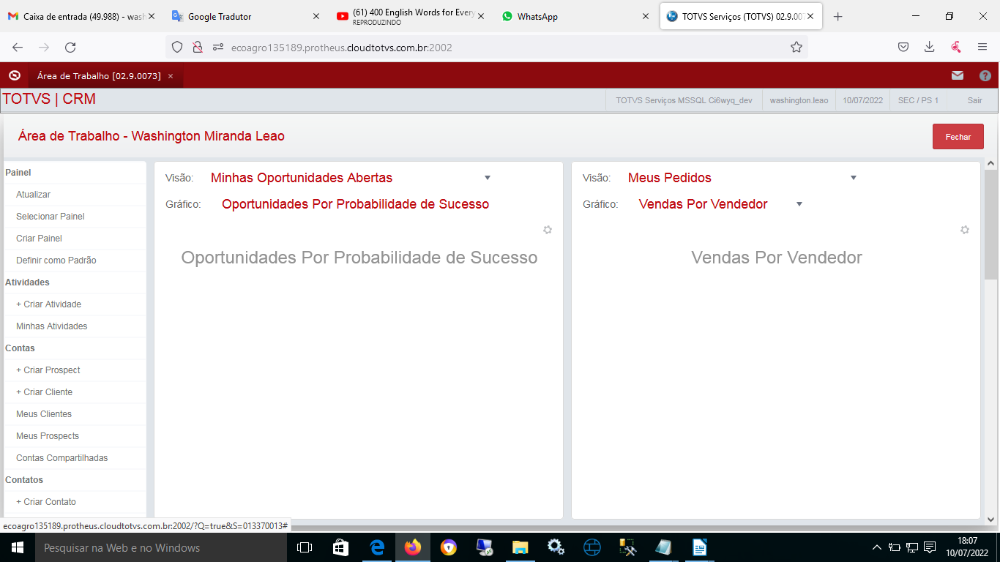 Caixa de entrada (49.988) - wash
Google Tradutor
(61) 400 English Words for Every
REPRODUZINDO
WhatsApp
TOTVS Serviços (TOTVS) 02.9.007
ecoagro135189.protheus.cloudtotvs.com.br:2002
Área de Trabalho [02.9.0073]
TOTVS | CRM
TOTVS Serviços MSSQL Ci6wyq_dev
washington.leao
10/07/2022
SEC / PS 1
Sair
Área de Trabalho - Washington Miranda Leao
Fechar
Painel
Atualizar
Selecionar Painel
Criar Painel
Definir como Padrão
Atividades
+ Criar Atividade
Minhas Atividades
Contas
+ Criar Prospect
+ Criar Cliente
Meus Clientes
Meus Prospects
Contas Compartilhadas
Contatos
+ Criar Contato
Visão: Minhas Oportunidades Abertas
Gráfico: Oportunidades Por Probabilidade de Sucesso
Oportunidades Por Probabilidade de Sucesso
Visão: Meus Pedidos
Gráfico: Vendas Por Vendedor
Vendas Por Vendedor
ecoagro135189.protheus.cloudtotvs.com.br:2002/?Q=true&S=013370013#
Pesquisar na Web e no Windows
18:07
10/07/2022